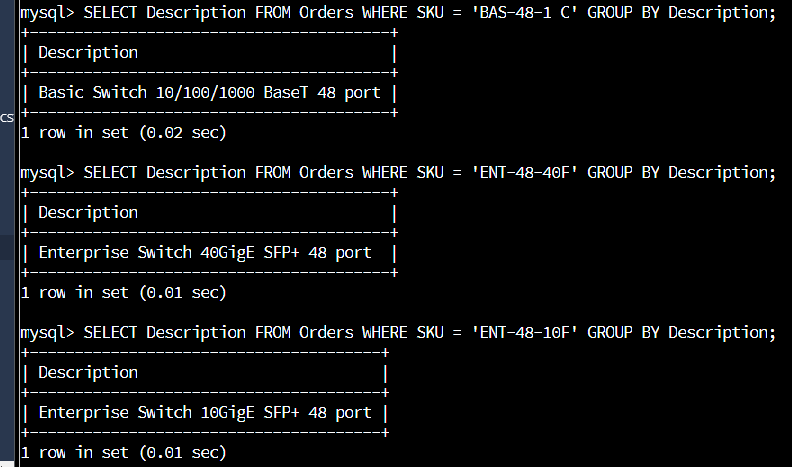 mysql> SELECT Description FROM Orders WHERE SKU = 'BAS-48-1 C' GROUP BY Description;
+----------------------------------------+
| Description                            |
+----------------------------------------+
| Basic Switch 10/100/1000 BaseT 48 port |
+----------------------------------------+
cs
1 row in set (0.02 sec)
mysql> SELECT Description FROM Orders WHERE SKU = 'ENT-48-40F' GROUP BY Description;
+----------------------------------------+
| Description                            |
+----------------------------------------+
| Enterprise Switch 40GigE SFP+ 48 port  |
+----------------------------------------+
1 row in set (0.01 sec)
mysql> SELECT Description FROM Orders WHERE SKU = 'ENT-48-10F' GROUP BY Description;
+---------------------------------------+
| Description                           |
+---------------------------------------+
| Enterprise Switch 10GigE SFP+ 48 port |
+---------------------------------------+
1 row in set (0.01 sec)